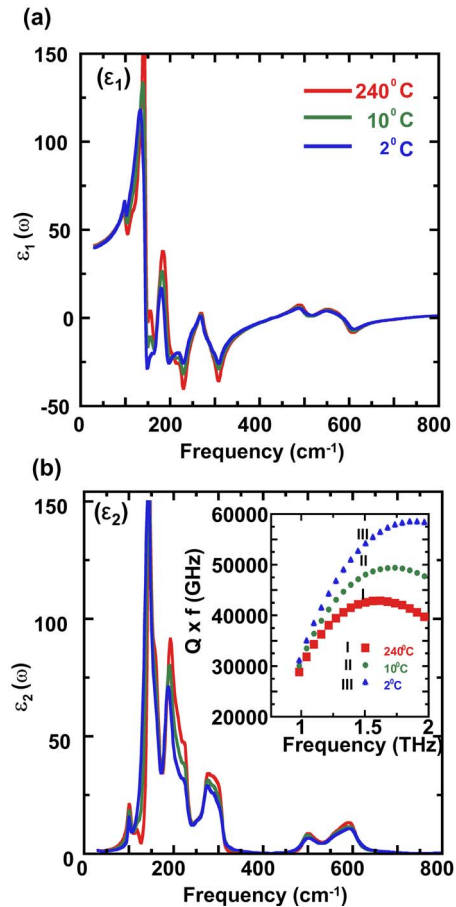 (a)
(ε₁)
240⁰C
10⁰C
2⁰C
150
100
50
0
-50
ε₁ (ω)
0 200 400 600 800
Frequency (cm⁻¹)
(b)
(ε₂)
150
100
50
0
ε₂ (ω)
0 200 400 600 800
Frequency (cm⁻¹)
60000
50000
40000
30000
20000
Q x f (GHz)
III
II
I
I 240⁰C
II 10⁰C
III 2⁰C
1 1.5 2
Frequency (THz)